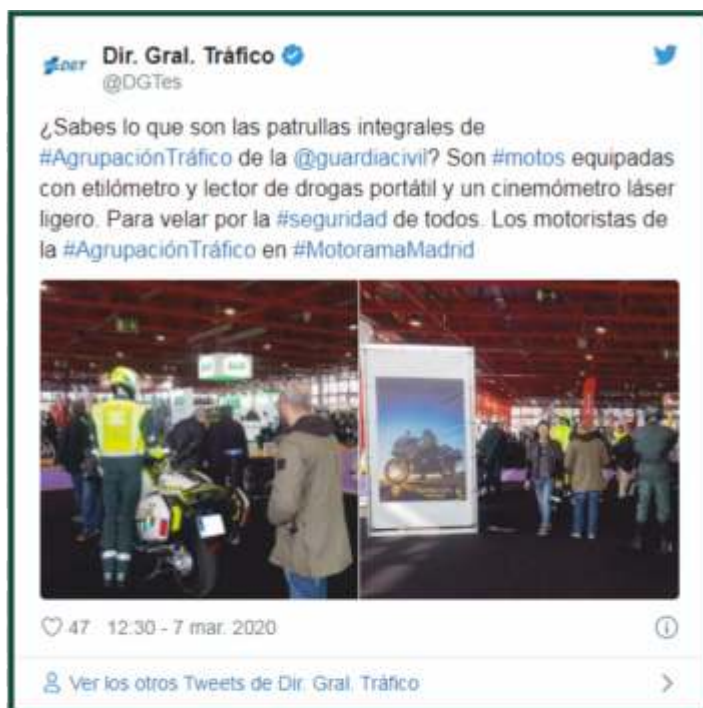 DGT
Dir. Gral. Tráfico
@DGTes
¿Sabes lo que son las patrullas integrales de
#AgrupaciónTráfico de la @guardiacivil? Son #motos equipadas
con etilómetro y lector de drogas portátil y un cinemómetro láser
ligero. Para velar por la #seguridad de todos. Los motoristas de
la #AgrupaciónTráfico en #MotoramaMadrid
47 12:30 - 7 mar. 2020
Ver los otros Tweets de Dir. Gral. Tráfico